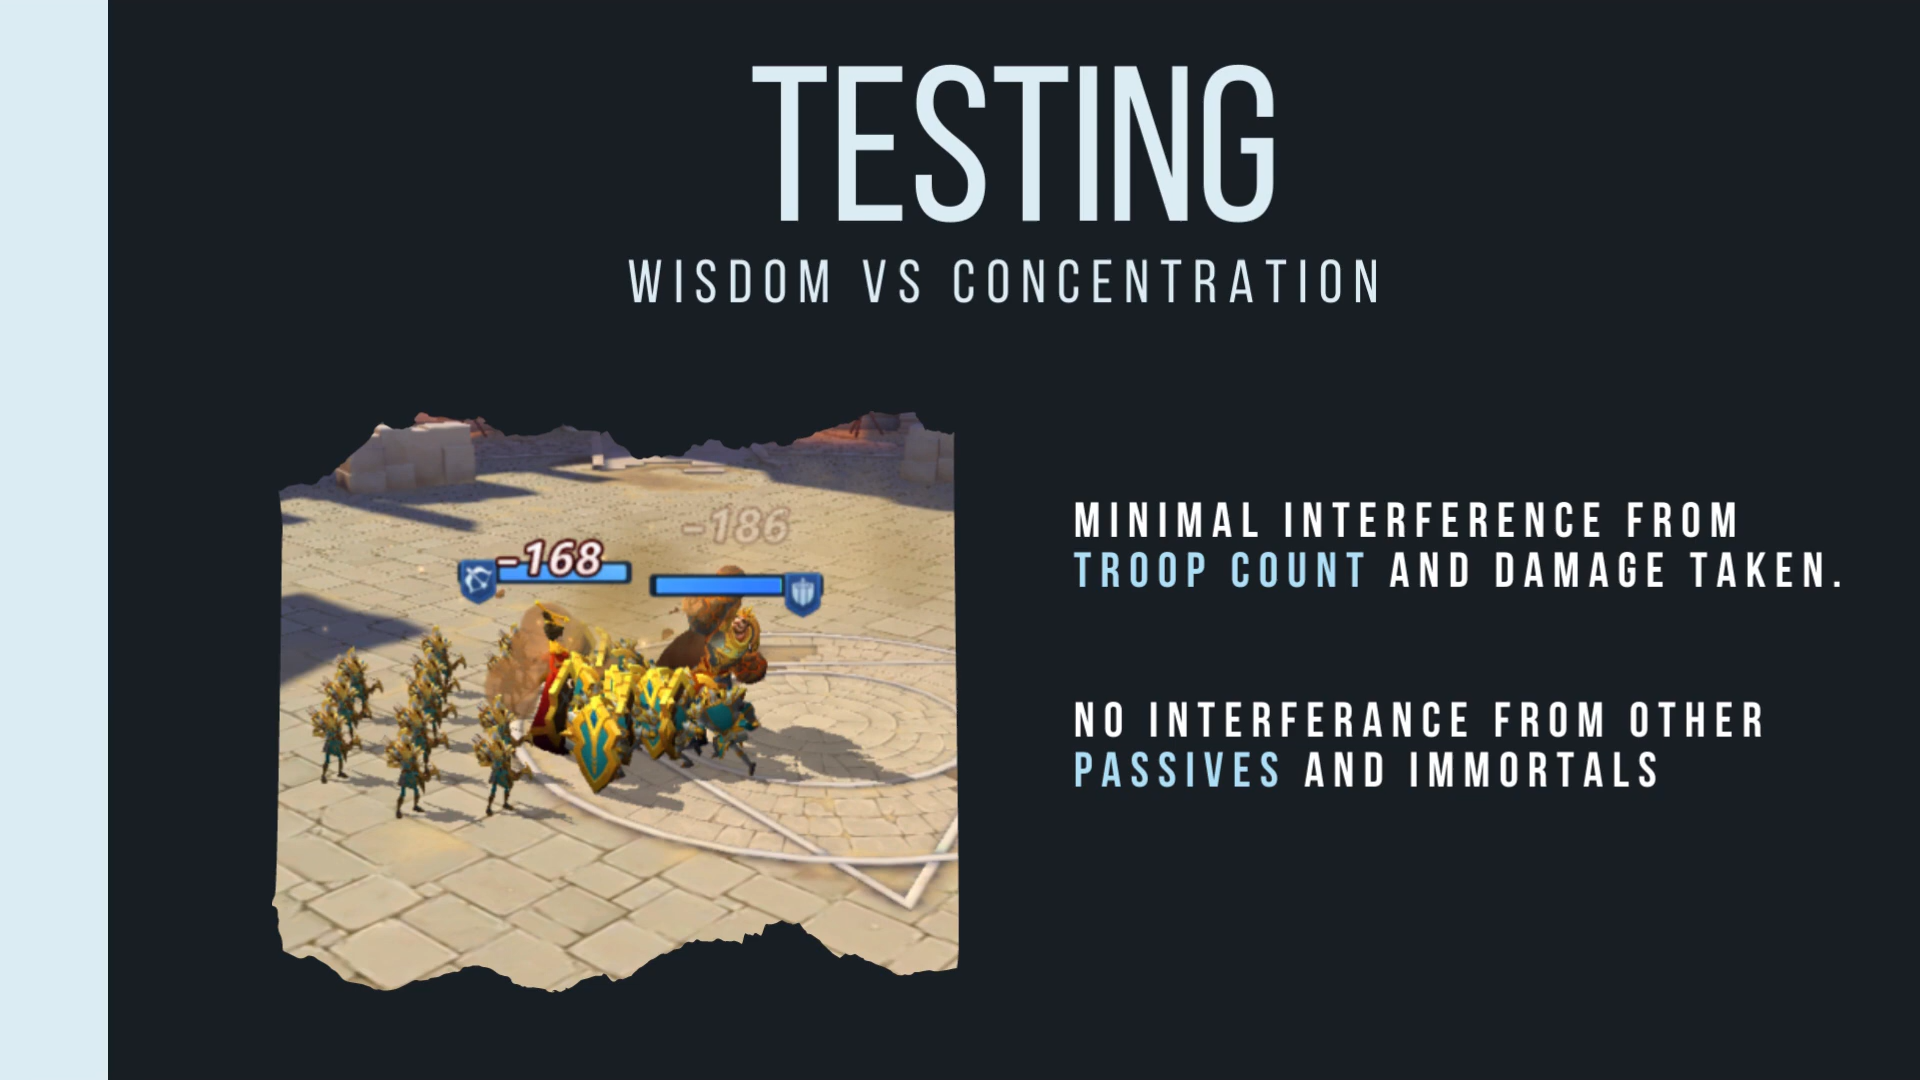 TESTING
WISDOM VS CONCENTRATION
-186
-168
MINIMAL INTERFERENCE FROM
TROOP COUNT AND DAMAGE TAKEN.
NO INTERFERANCE FROM OTHER
PASSIVES AND IMMORTALS